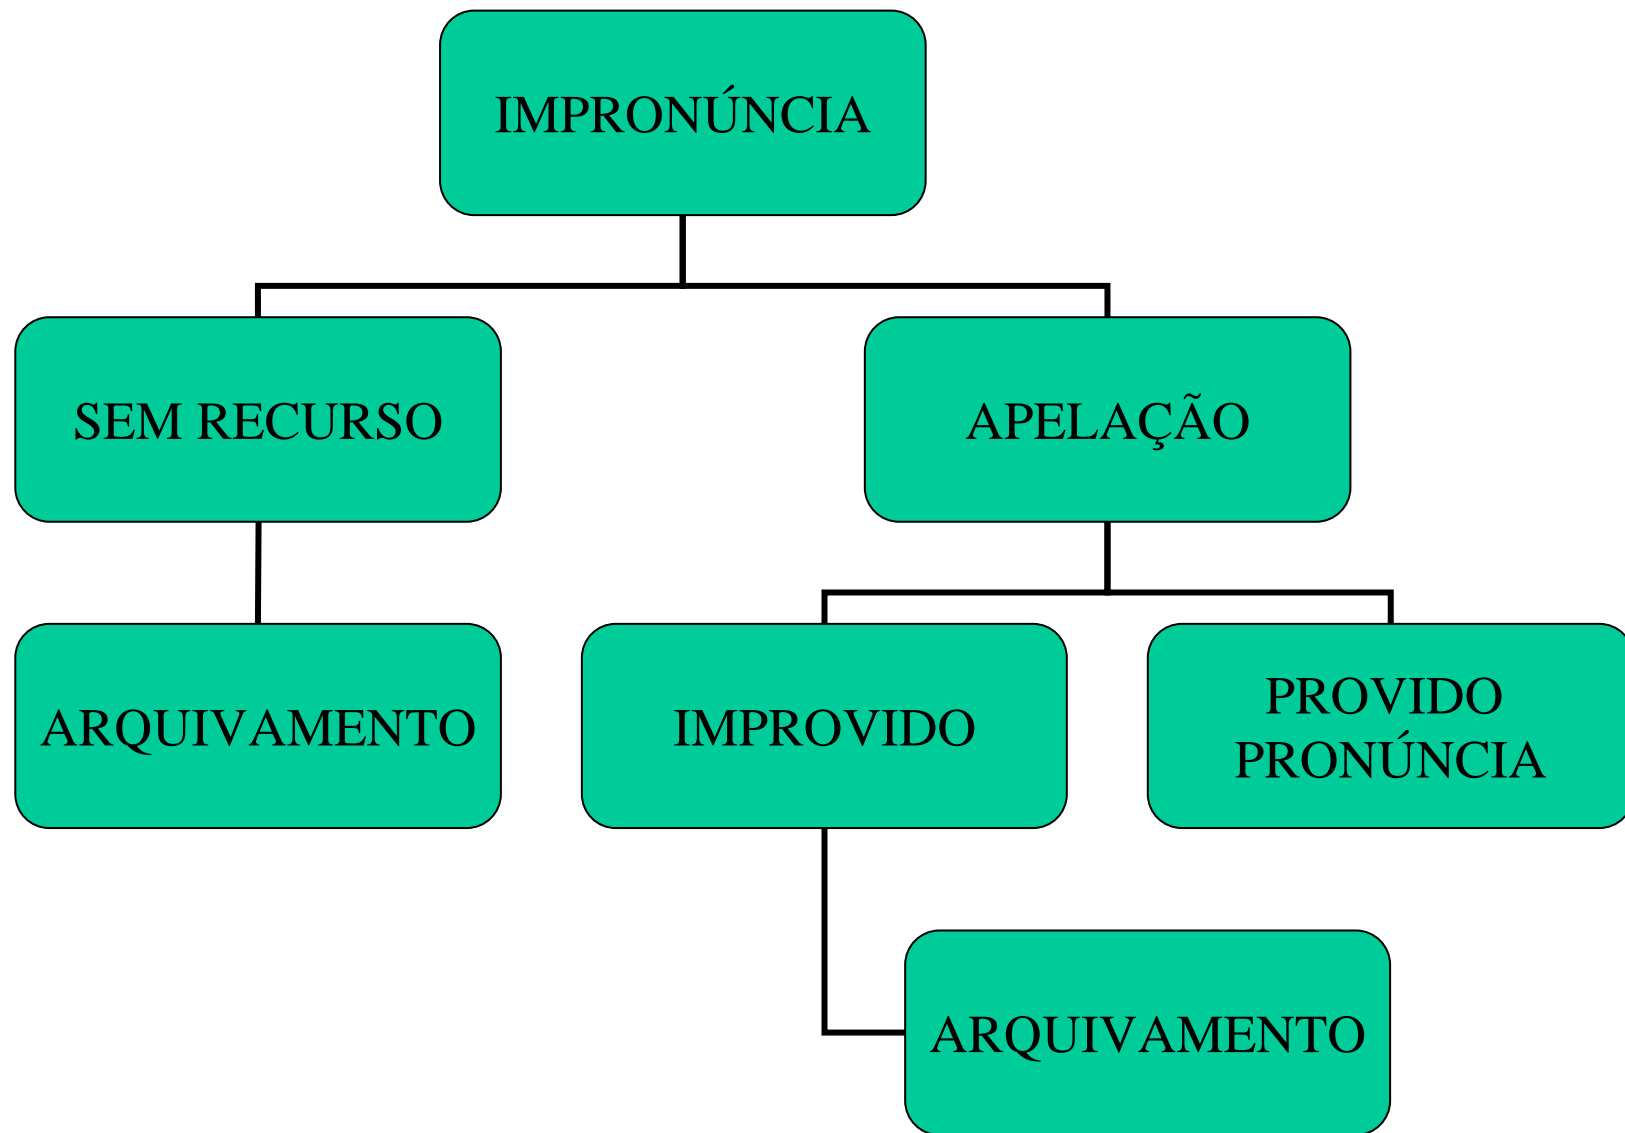 IMPRONÚNCIA
SEM RECURSO
APELAÇÃO
ARQUIVAMENTO
IMPROVIDO
PROVIDO
PRONÚNCIA
ARQUIVAMENTO